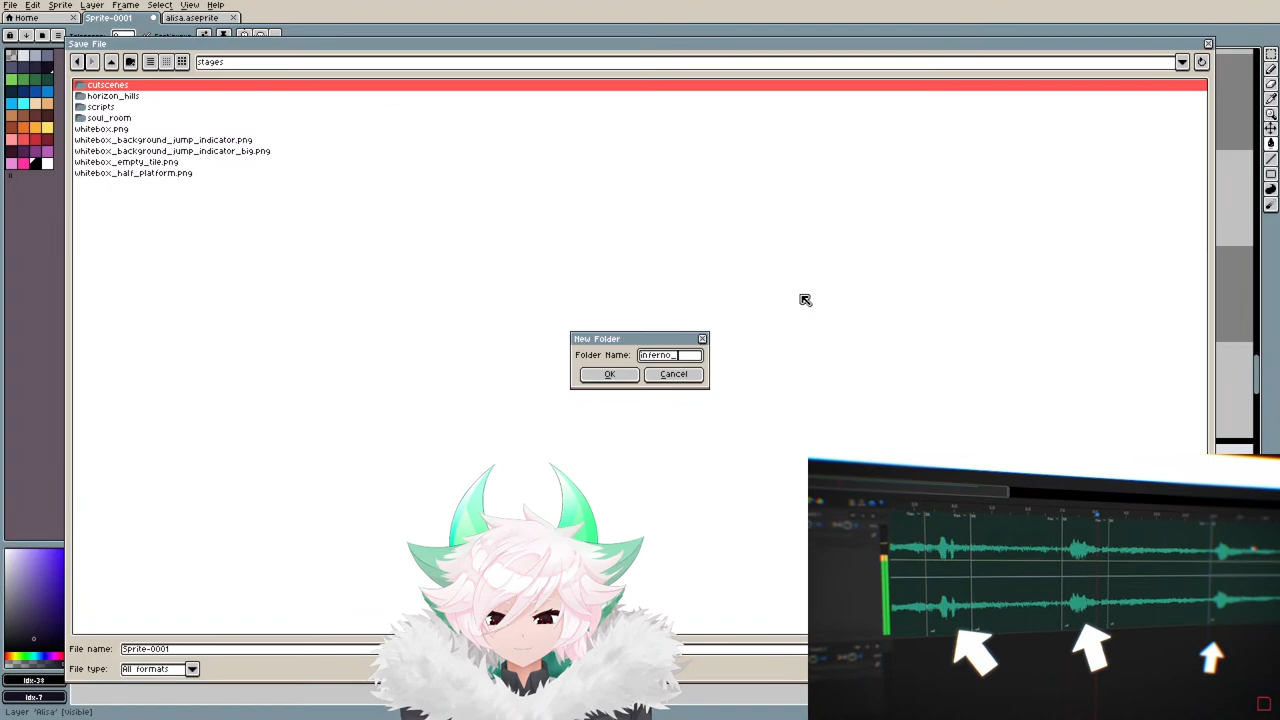 File Edit Sprite Layer Frame Select View Help
Home Sprite-0001 alisa.aseprite
Save File
stages
cutscenes
horizon_hills
scripts
soul_room
whitebox.png
whitebox_background_jump_indicator.png
whitebox_background_jump_indicator_big.png
whitebox_empty_tile.png
whitebox_half_platform.png
New Folder
Folder Name: inferno_
OK Cancel
File name: Sprite-0001
File type: All formats
Idx-38
Idx-7
Layer 'Alisa' [Visible]